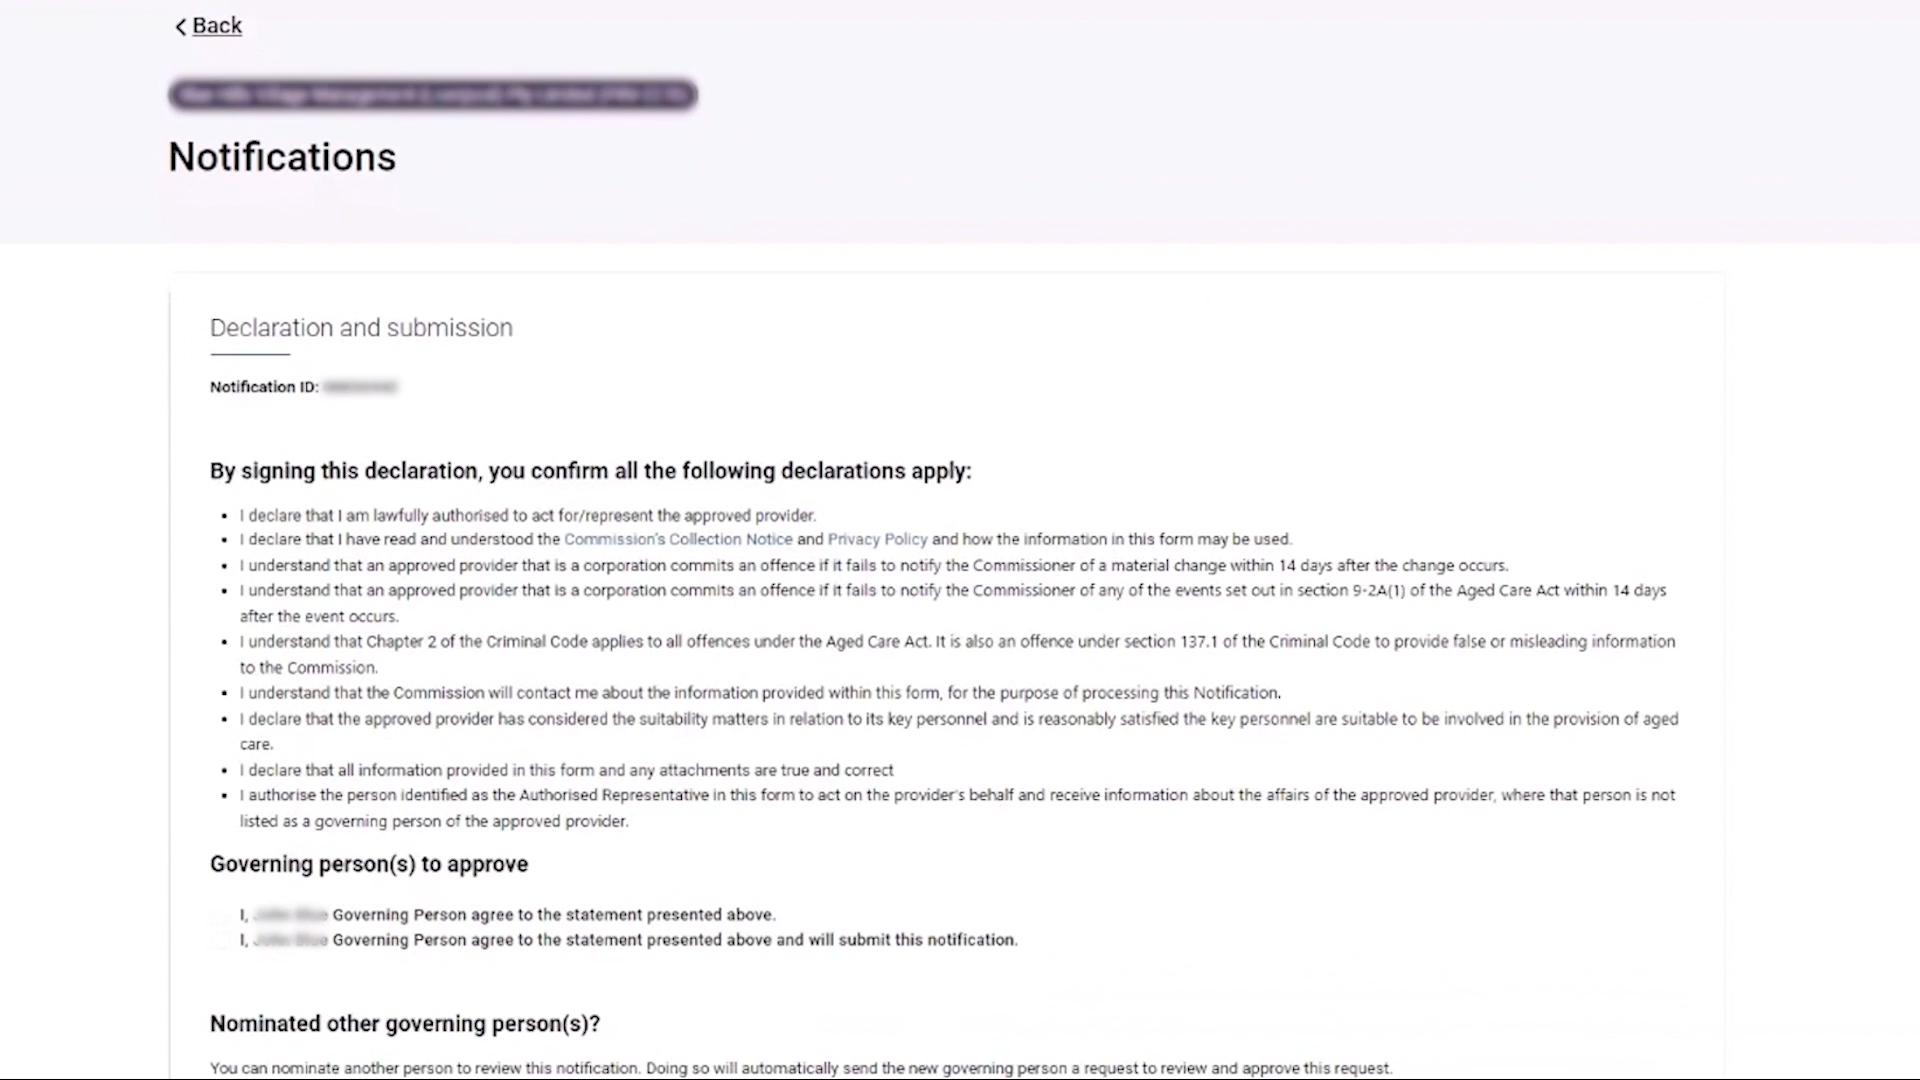 Back
Notifications
Declaration and submission
Notification ID:
By signing this declaration, you confirm all the following declarations apply:
• I declare that I am lawfully authorised to act for/represent the approved provider.
• I declare that I have read and understood the Commission's Collection Notice and Privacy Policy and how the information in this form may be used.
• I understand that an approved provider that is a corporation commits an offence if it fails to notify the Commissioner of a material change within 14 days after the change occurs.
• I understand that an approved provider that is a corporation commits an offence if it fails to notify the Commissioner of any of the events set out in section 9-2A(1) of the Aged Care Act within 14 days
after the event occurs.
• I understand that Chapter 2 of the Criminal Code applies to all offences under the Aged Care Act. It is also an offence under section 137.1 of the Criminal Code to provide false or misleading information
to the Commission.
• I understand that the Commission will contact me about the information provided within this form, for the purpose of processing this Notification.
• I declare that the approved provider has considered the suitability matters in relation to its key personnel and is reasonably satisfied the key personnel are suitable to be involved in the provision of aged
care.
• I declare that all information provided in this form and any attachments are true and correct
• I authorise the person identified as the Authorised Representative in this form to act on the provider's behalf and receive information about the affairs of the approved provider, where that person is not
listed as a governing person of the approved provider.
Governing person(s) to approve
I, Governing Person agree to the statement presented above.
I, Governing Person agree to the statement presented above and will submit this notification.
Nominated other governing person(s)?
You can nominate another person to review this notification. Doing so will automatically send the new governing person a request to review and approve this request.